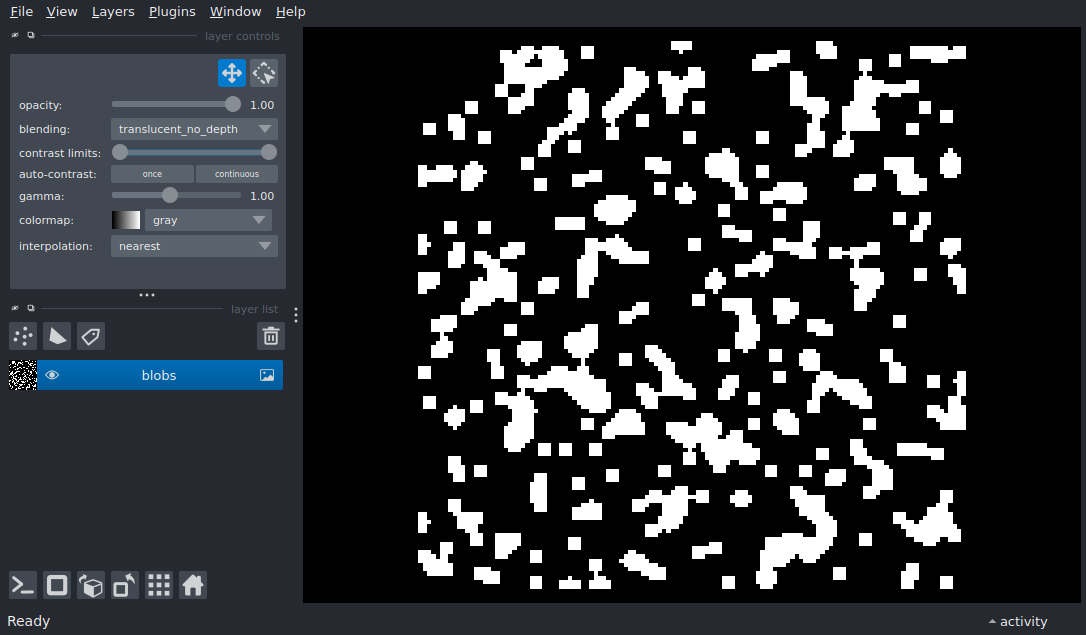 File View Layers Plugins Window Help
layer controls
opacity: 1.00
blending: translucent_no_depth
contrast limits:
auto-contrast: once continuous
gamma: 1.00
colormap: gray
interpolation: nearest
layer list
blobs
Ready
activity